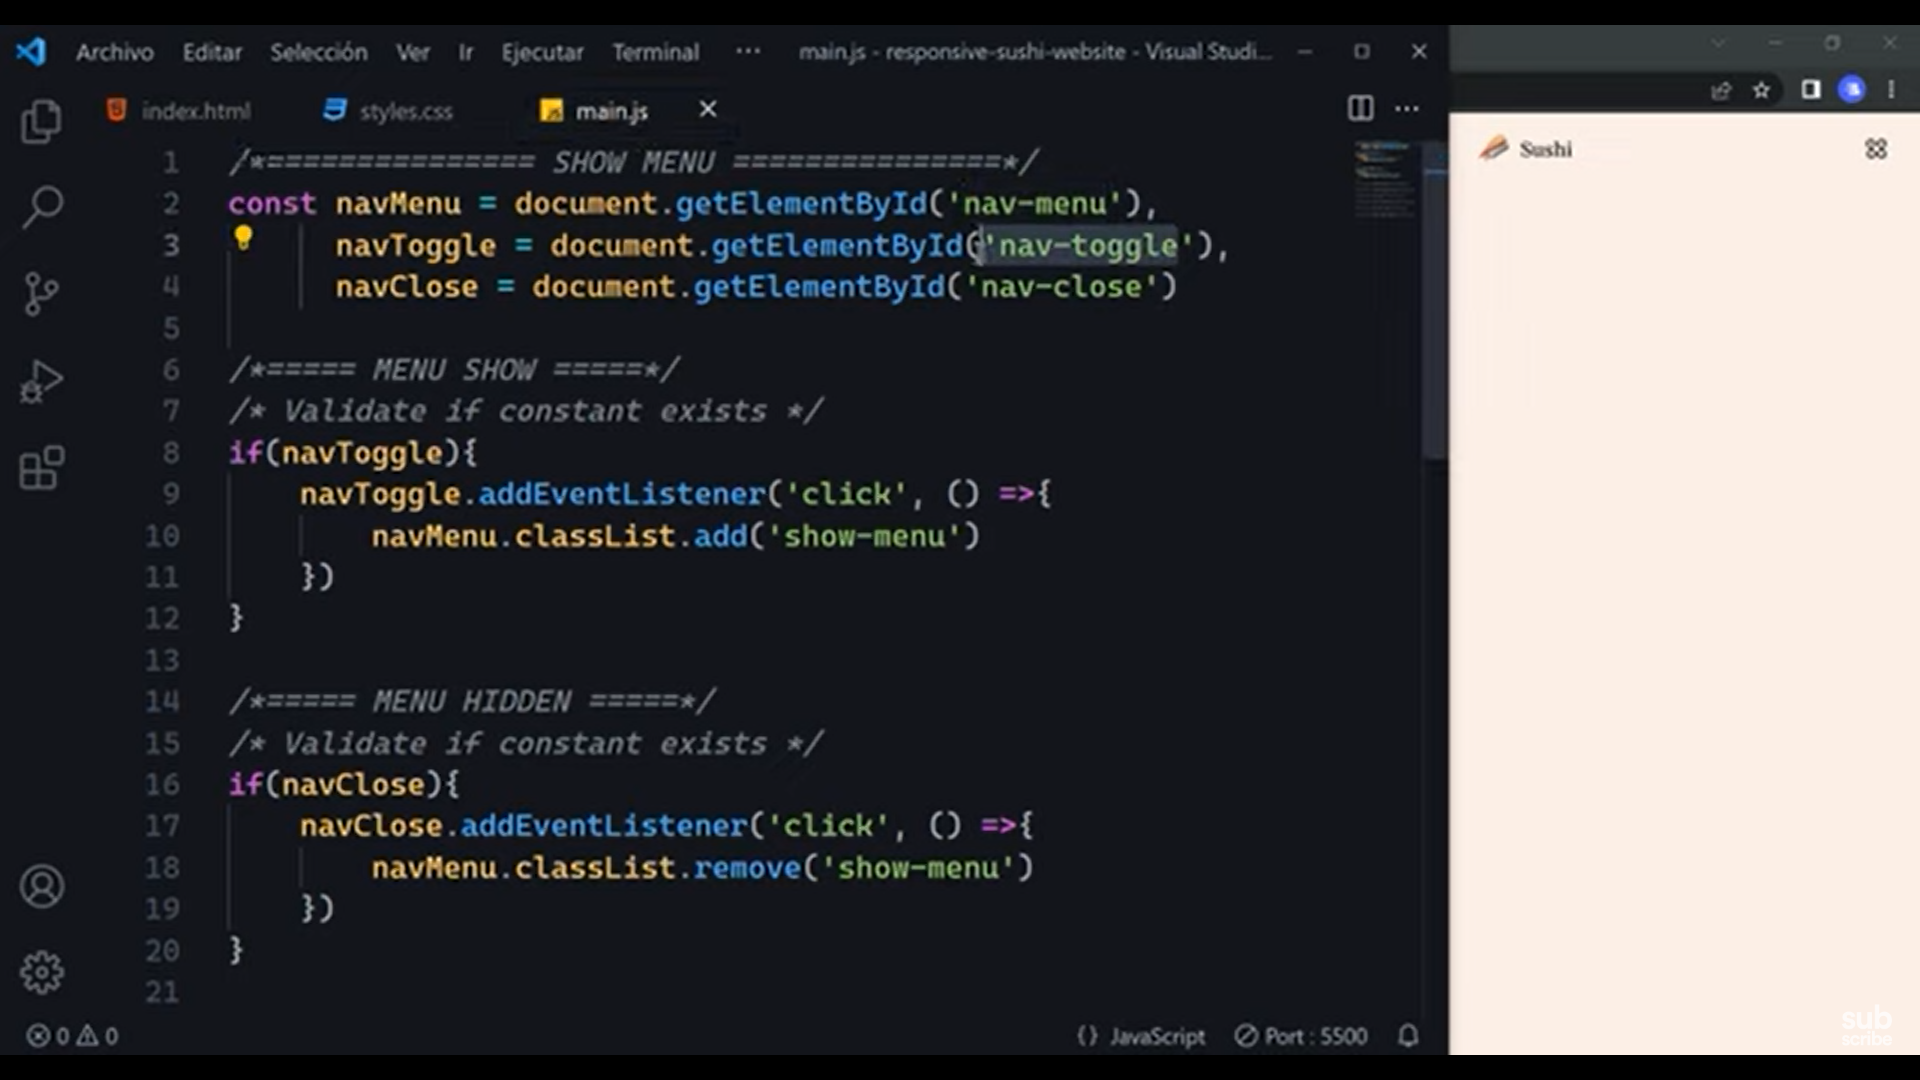 Archivo Editar Selección Ver Ir Ejecutar Terminal ··· main.js - responsive-sushi-website - Visual Studi...
index.html styles.css main.js
1 /*=============== SHOW MENU ===============*/
2 const navMenu = document.getElementById('nav-menu'),
3 navToggle = document.getElementById('nav-toggle'),
4 navClose = document.getElementById('nav-close')
5
6 /*===== MENU SHOW =====*/
7 /* Validate if constant exists */
8 if(navToggle){
9 navToggle.addEventListener('click', () =>{
10 navMenu.classList.add('show-menu')
11 })
12 }
13
14 /*===== MENU HIDDEN =====*/
15 /* Validate if constant exists */
16 if(navClose){
17 navClose.addEventListener('click', () =>{
18 navMenu.classList.remove('show-menu')
19 })
20 }
21
0 0 {} JavaScript Port : 5500
Sushi
sub
scribe